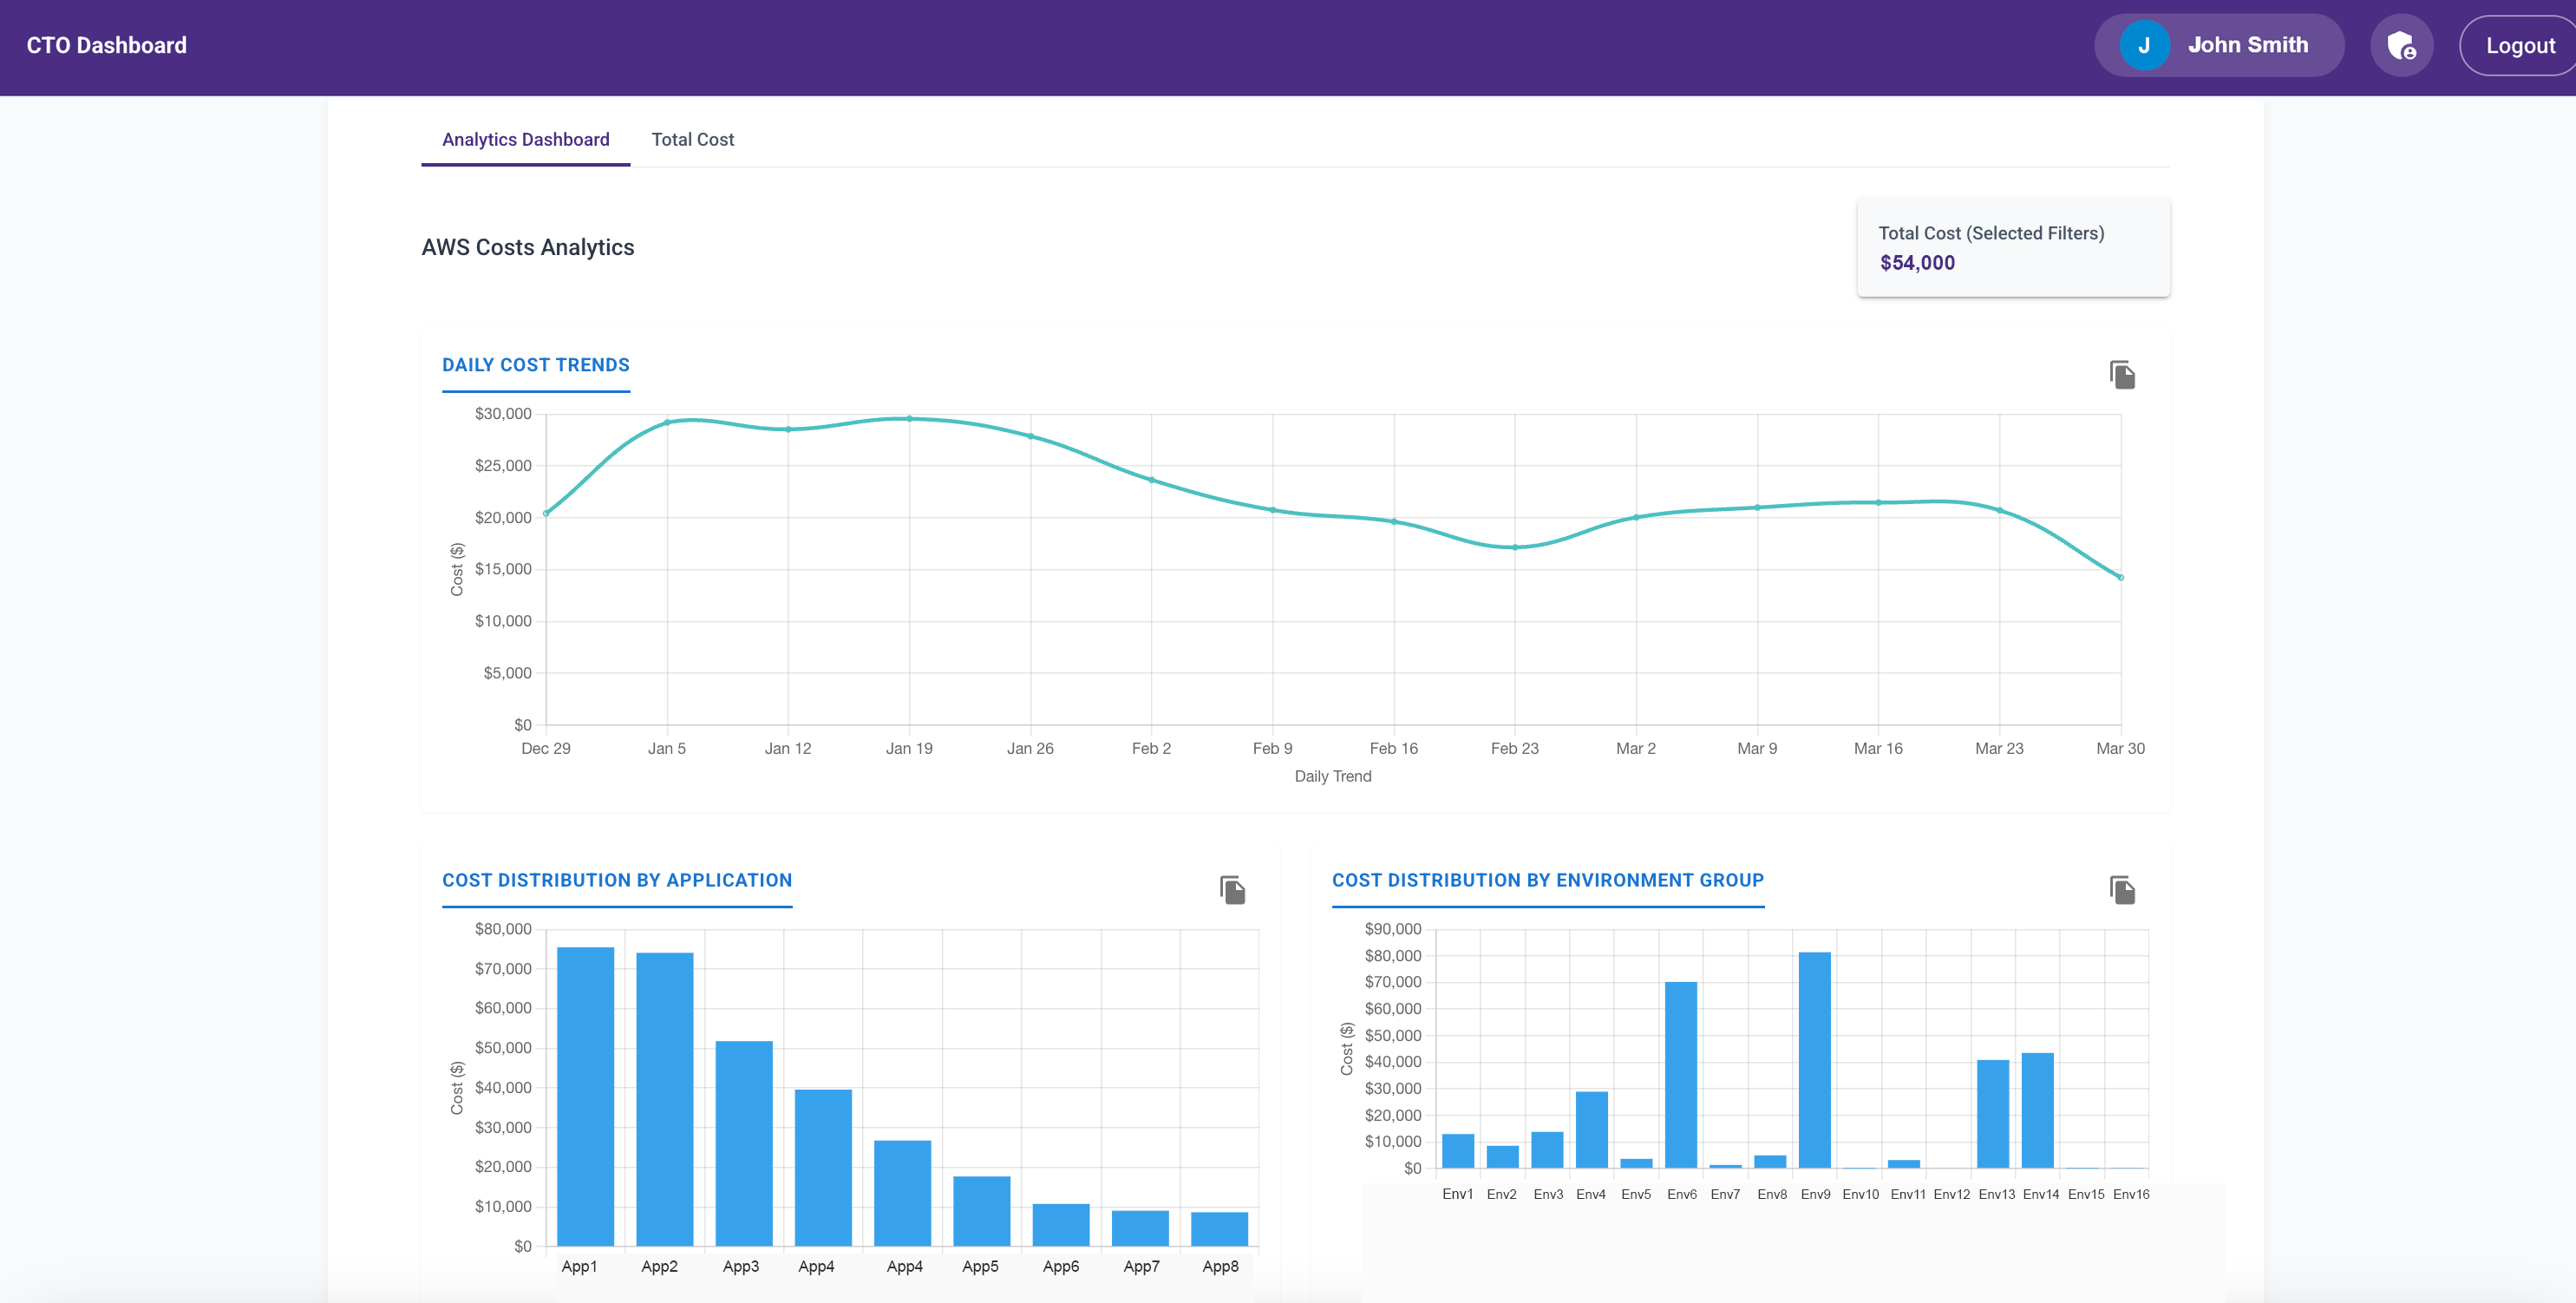 CTO Dashboard
J
John Smith
Logout
Analytics Dashboard
Total Cost
AWS Costs Analytics
Total Cost (Selected Filters)
$54,000
DAILY COST TRENDS
$30,000
$25,000
$20,000
$15,000
$10,000
$5,000
$0
Cost ($)
Dec 29 Jan 5 Jan 12 Jan 19 Jan 26 Feb 2 Feb 9 Feb 16 Feb 23 Mar 2 Mar 9 Mar 16 Mar 23 Mar 30
Daily Trend
COST DISTRIBUTION BY APPLICATION
$80,000
$70,000
$60,000
$50,000
$40,000
$30,000
$20,000
$10,000
$0
Cost ($)
App1 App2 App3 App4 App4 App5 App6 App7 App8
COST DISTRIBUTION BY ENVIRONMENT GROUP
$90,000
$80,000
$70,000
$60,000
$50,000
$40,000
$30,000
$20,000
$10,000
$0
Cost ($)
Env1 Env2 Env3 Env4 Env5 Env6 Env7 Env8 Env9 Env10 Env11 Env12 Env13 Env14 Env15 Env16